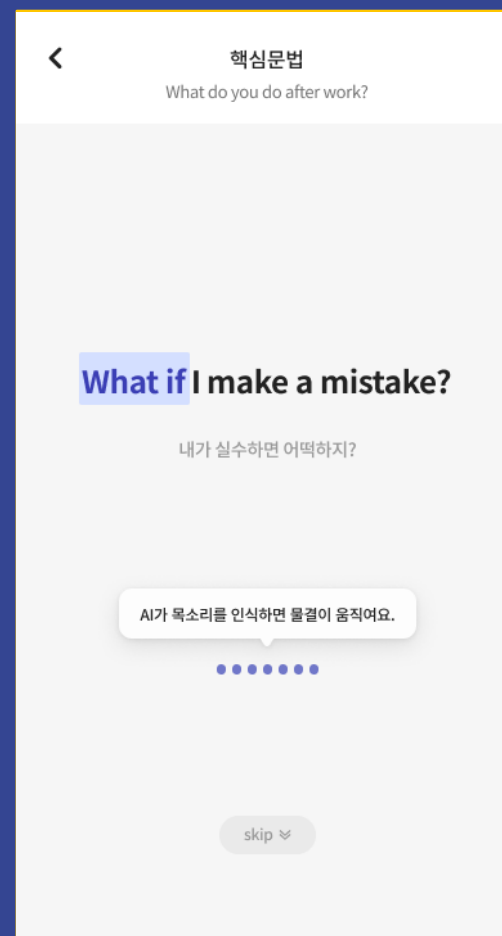 핵심문법
What do you do after work?
What if I make a mistake?
내가 실수하면 어떡하지?
AI가 목소리를 인식하면 물결이 움직여요.
skip